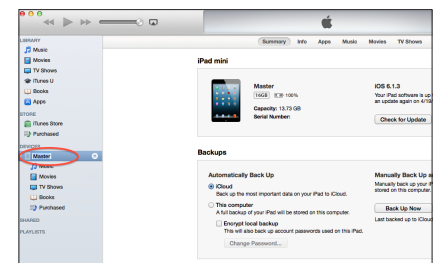 LIBRARY
Music
Movies
TV Shows
iTunes U
Books
Apps
STORE
iTunes Store
Purchased
DEVICES
Master
Music
Movies
TV Shows
Books
Purchased
SHARED
PLAYLISTS
Summary Info Apps Music Movies TV Shows
iPad mini
Master
16GB 100%
Capacity: 13.73 GB
Serial Number:
iOS 6.1.3
Your iPad software is up
an update again on 4/19
Check for Update
Backups
Automatically Back Up
iCloud
Back up the most important data on your iPad to iCloud.
This computer
A full backup of your iPad will be stored on this computer.
Encrypt local backup
This will also back up account passwords used on this iPad.
Change Password...
Manually Back Up a
Manually back up your iP
stored on this computer.
Back Up Now
Last backed up to iClou